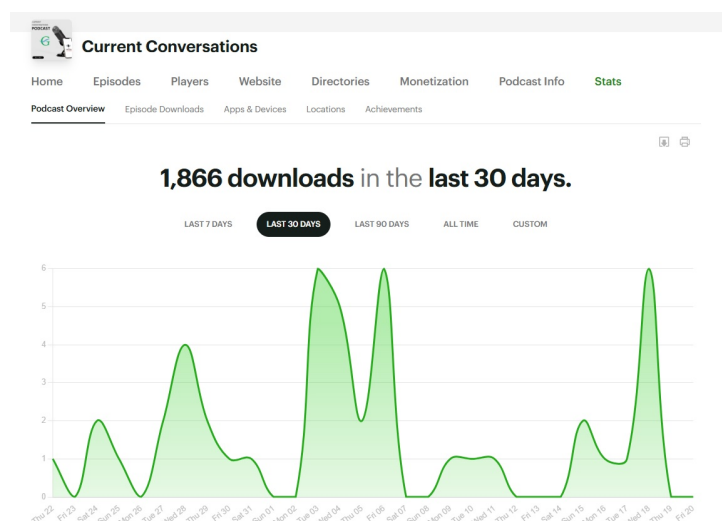 PODCAST
Current Conversations
Home Episodes Players Website Directories Monetization Podcast Info Stats
Podcast Overview Episode Downloads Apps & Devices Locations Achievements
1,866 downloads in the last 30 days.
LAST 7 DAYS LAST 30 DAYS LAST 90 DAYS ALL TIME CUSTOM
6
5
4
3
2
1
0
Thu 22 Fri 23 Sat 24 Sun 25 Mon 26 Tue 27 Wed 28 Thu 29 Fri 30 Sat 31 Sun 01 Mon 02 Tue 03 Wed 04 Thu 05 Fri 06 Sat 07 Sun 08 Mon 09 Tue 10 Wed 11 Thu 12 Fri 13 Sat 14 Sun 15 Mon 16 Tue 17 Wed 18 Thu 19 Fri 20